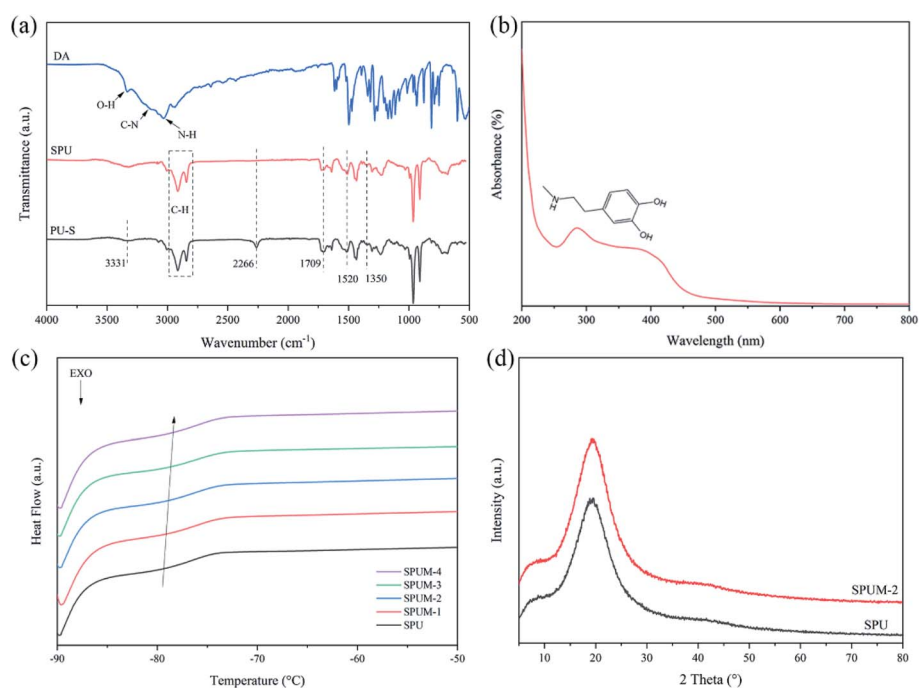 (a)
DA
O-H
C-N
N-H
SPU
C-H
PU-S
3331
2266
1709
1520
1350
Transmittance (a.u.)
4000 3500 3000 2500 2000 1500 1000 500
Wavenumber (cm⁻¹)
(b)
Absorbance (%)
N
H
OH
OH
200 300 400 500 600 700 800
Wavelength (nm)
(c)
EXO
Heat Flow (a.u.)
SPUM-4
SPUM-3
SPUM-2
SPUM-1
SPU
-90 -80 -70 -60 -50
Temperature (°C)
(d)
Intensity (a.u.)
SPUM-2
SPU
10 20 30 40 50 60 70 80
2 Theta (°)